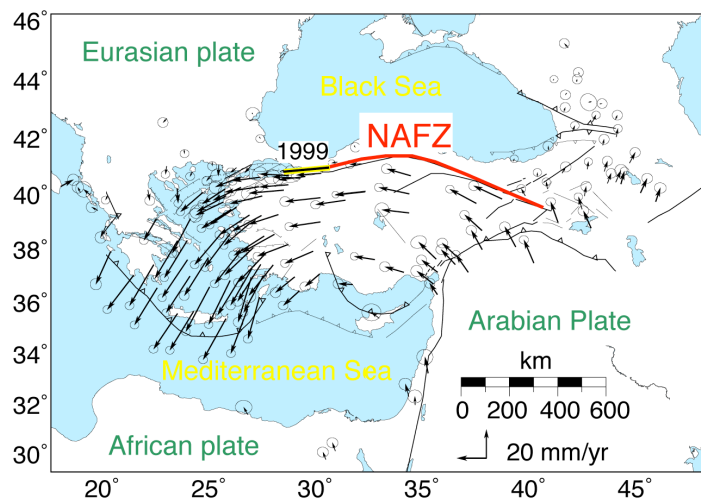 46°
44°
42°
40°
38°
36°
34°
32°
30°
Eurasian plate
Black Sea
NAFZ
1999
Arabian Plate
Mediterranean Sea
African plate
km
0 200 400 600
20 mm/yr
20° 25° 30° 35° 40° 45°